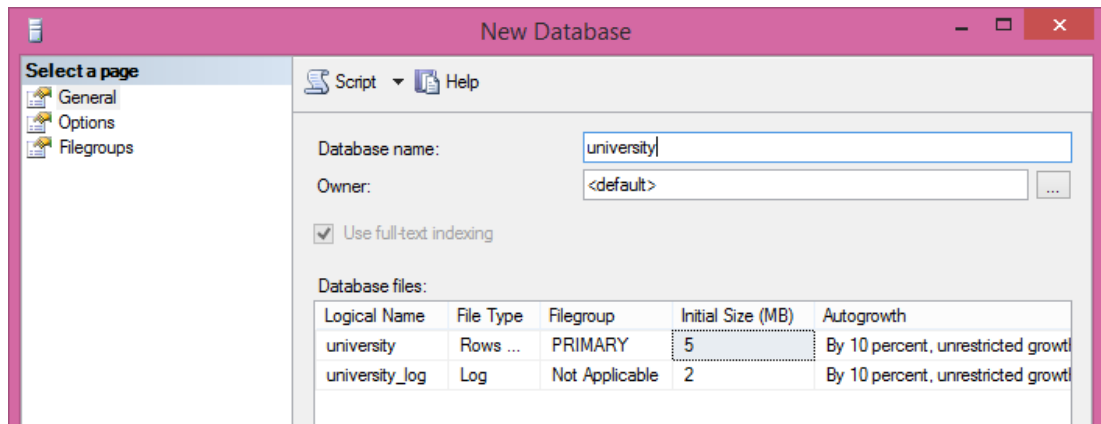 New Database
Select a page
General
Options
Filegroups
Script Help
Database name: university
Owner: <default> ...
Use full-text indexing
Database files:
Logical Name File Type Filegroup Initial Size (MB) Autogrowth
university Rows ... PRIMARY 5 By 10 percent, unrestricted growt
university_log Log Not Applicable 2 By 10 percent, unrestricted growt